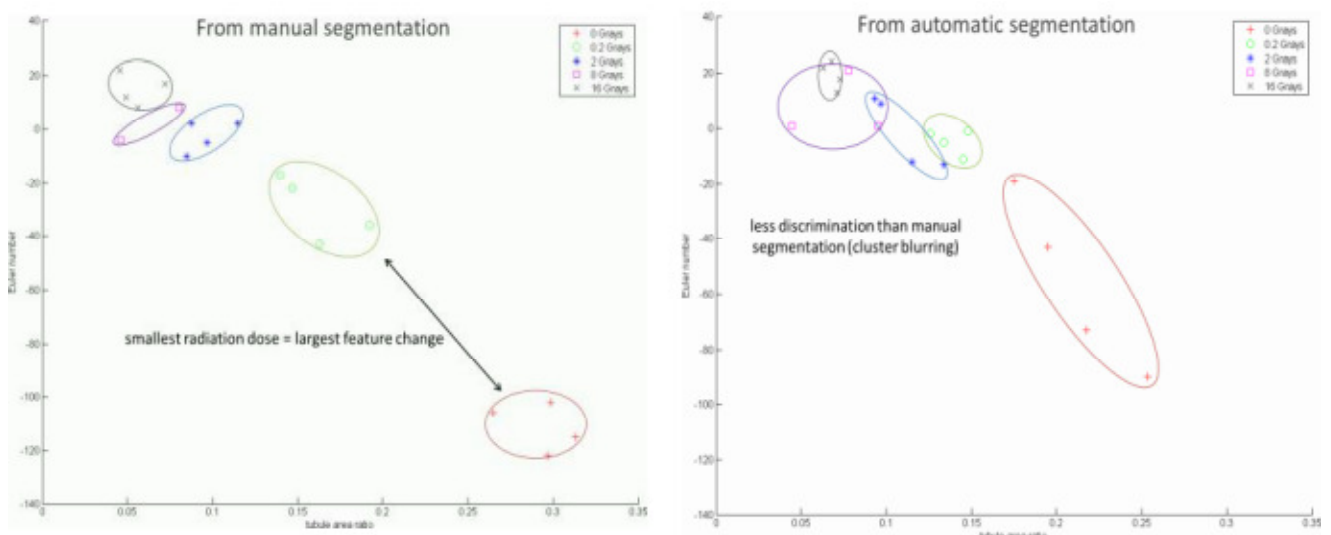 From manual segmentation
0 Grays
0.2 Grays
2 Grays
8 Grays
16 Grays
40
20
0
-20
-40
-60
-80
-100
-120
-140
Euler number
smallest radiation dose = largest feature change
0
0.05
0.1
0.15
0.2
0.25
0.3
0.35
tubule area ratio
From automatic segmentation
0 Grays
0.2 Grays
2 Grays
8 Grays
16 Grays
40
20
0
-20
-40
-60
-80
-100
-120
-140
Euler number
less discrimination than manual
segmentation (cluster blurring)
0
0.05
0.1
0.15
0.2
0.25
0.3
0.35
tubule area ratio